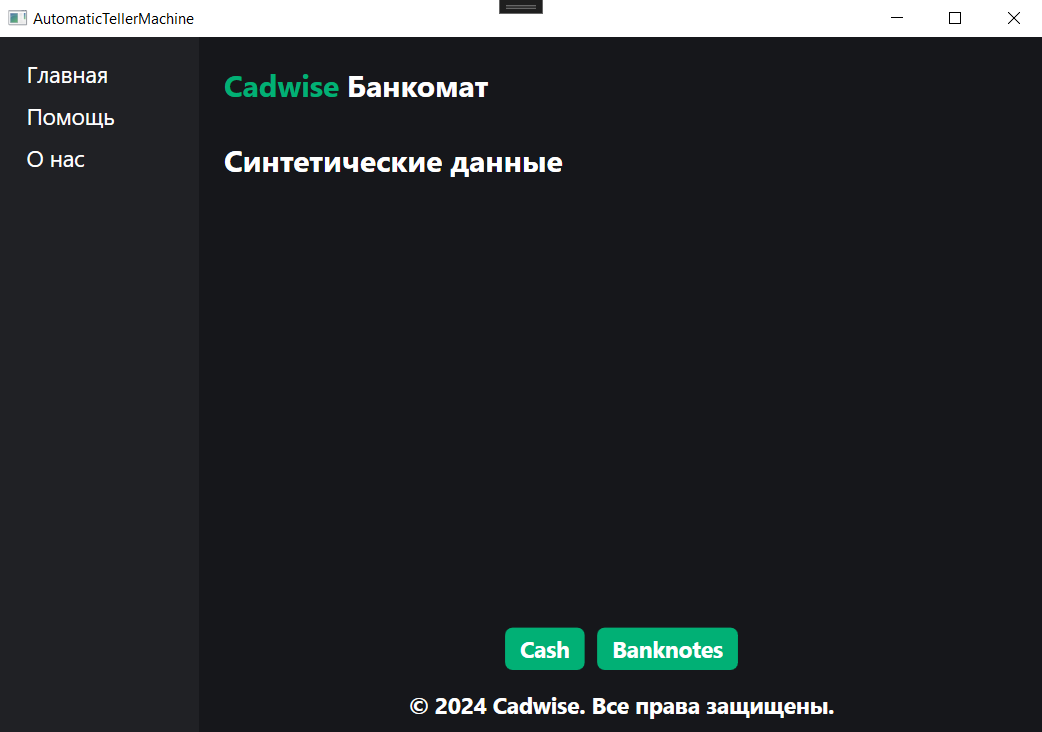 AutomaticTellerMachine
Главная
Помощь
О нас
Cadwise Банкомат
Синтетические данные
Cash
Banknotes
© 2024 Cadwise. Все права защищены.